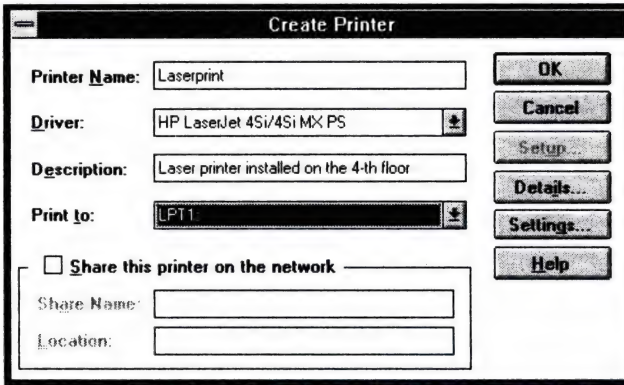 Create Printer
Printer Name: Laserprint
OK
Driver: HP LaserJet 4Si/4Si MX PS
Cancel
Description: Laser printer installed on the 4-th floor
Setup...
Print to: LPT1:
Details...
Settings...
Share this printer on the network
Help
Share Name:
Location: